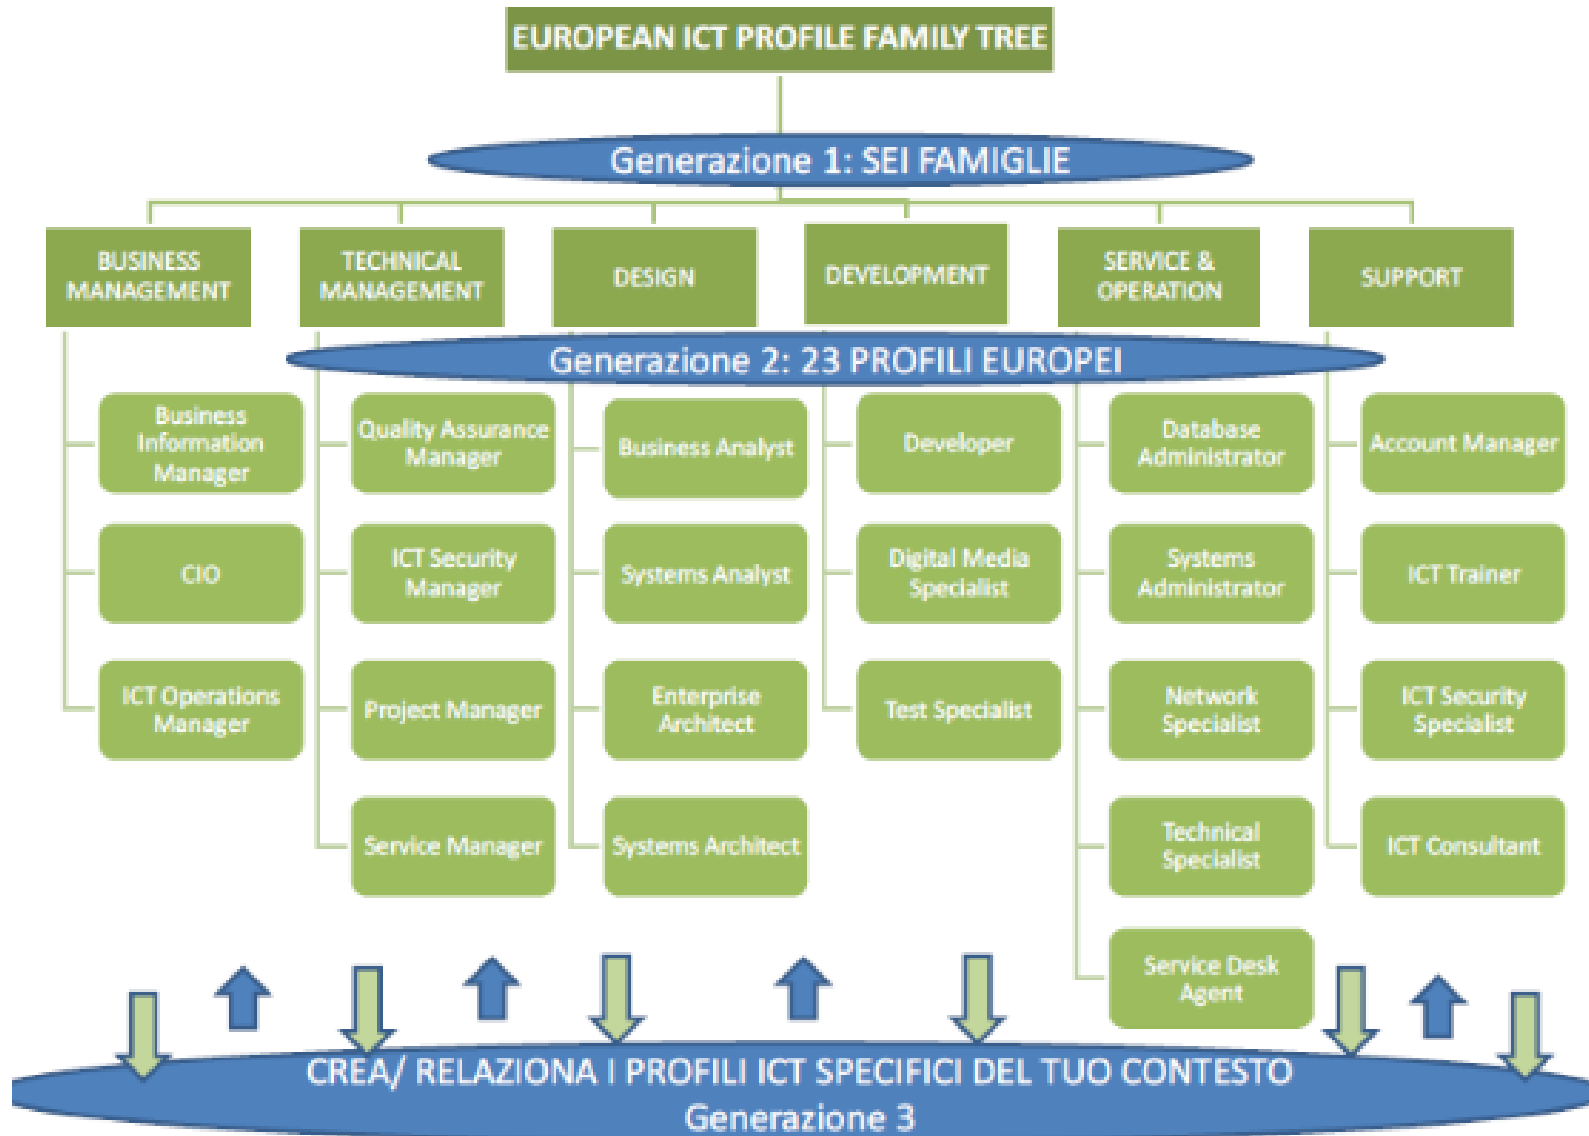 EUROPEAN ICT PROFILE FAMILY TREE
Generazione 1: SEI FAMIGLIE
BUSINESS
MANAGEMENT
TECHNICAL
MANAGEMENT
DESIGN
DEVELOPMENT
SERVICE &
OPERATION
SUPPORT
Generazione 2: 23 PROFILI EUROPEI
Business
Information
Manager
CIO
ICT Operations
Manager
Quality Assurance
Manager
ICT Security
Manager
Project Manager
Service Manager
Business Analyst
Systems Analyst
Enterprise
Architect
Systems Architect
Developer
Digital Media
Specialist
Test Specialist
Database
Administrator
Systems
Administrator
Network
Specialist
Technical
Specialist
Service Desk
Agent
Account Manager
ICT Trainer
ICT Security
Specialist
ICT Consultant
CREA/ RELAZIONA I PROFILI ICT SPECIFICI DEL TUO CONTESTO
Generazione 3